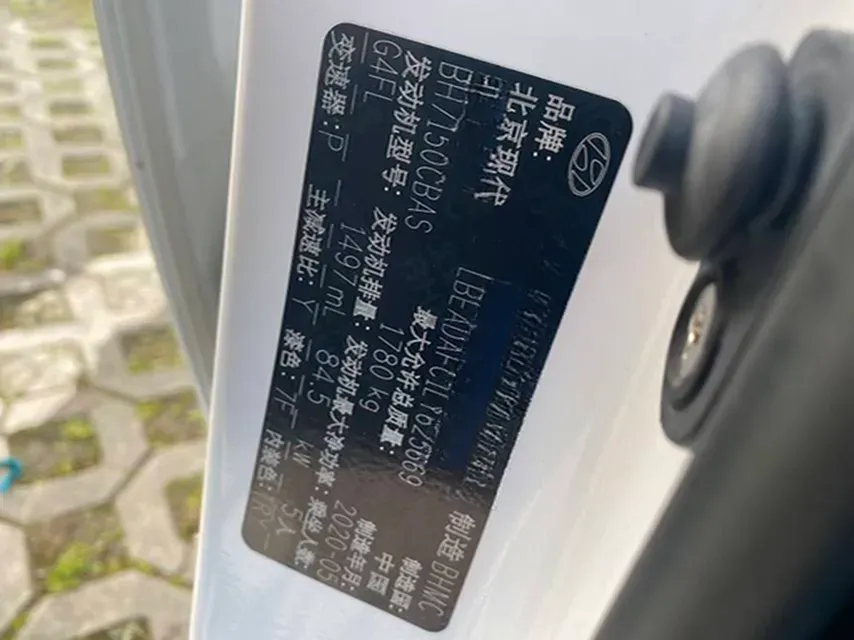 品牌:
北京现代 制造 BHMC
制造国:
BH7150CBAS 最大允许总质量: 中国
发动机型号: 1780 kg 制造年月:
G4FL 发动机排量: 发动机最大净功率: 2020-05
1497 mL 84.5 kW 乘坐人数:
5人
变速器: P 主减速比: Y 漆色: 内装色: